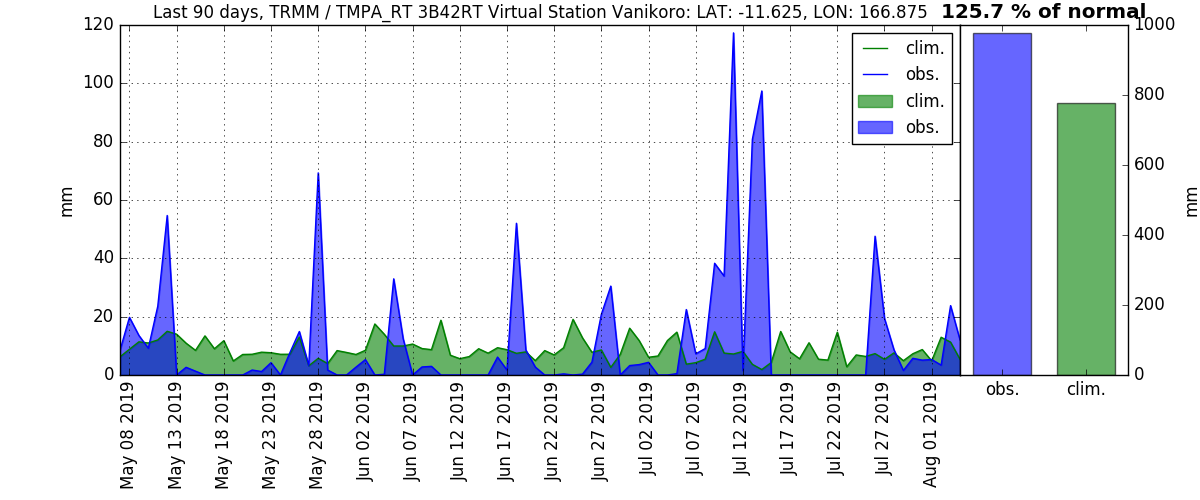 Last 90 days, TRMM / TMPA_RT 3B42RT Virtual Station Vanikoro: LAT: -11.625, LON: 166.875 125.7 % of normal
120
100
80
60
40
20
0
mm
clim.
obs.
clim.
obs.
May 08 2019
May 13 2019
May 18 2019
May 23 2019
May 28 2019
Jun 02 2019
Jun 07 2019
Jun 12 2019
Jun 17 2019
Jun 22 2019
Jun 27 2019
Jul 02 2019
Jul 07 2019
Jul 12 2019
Jul 17 2019
Jul 22 2019
Jul 27 2019
Aug 01 2019
1000
800
600
400
200
0
mm
obs.
clim.